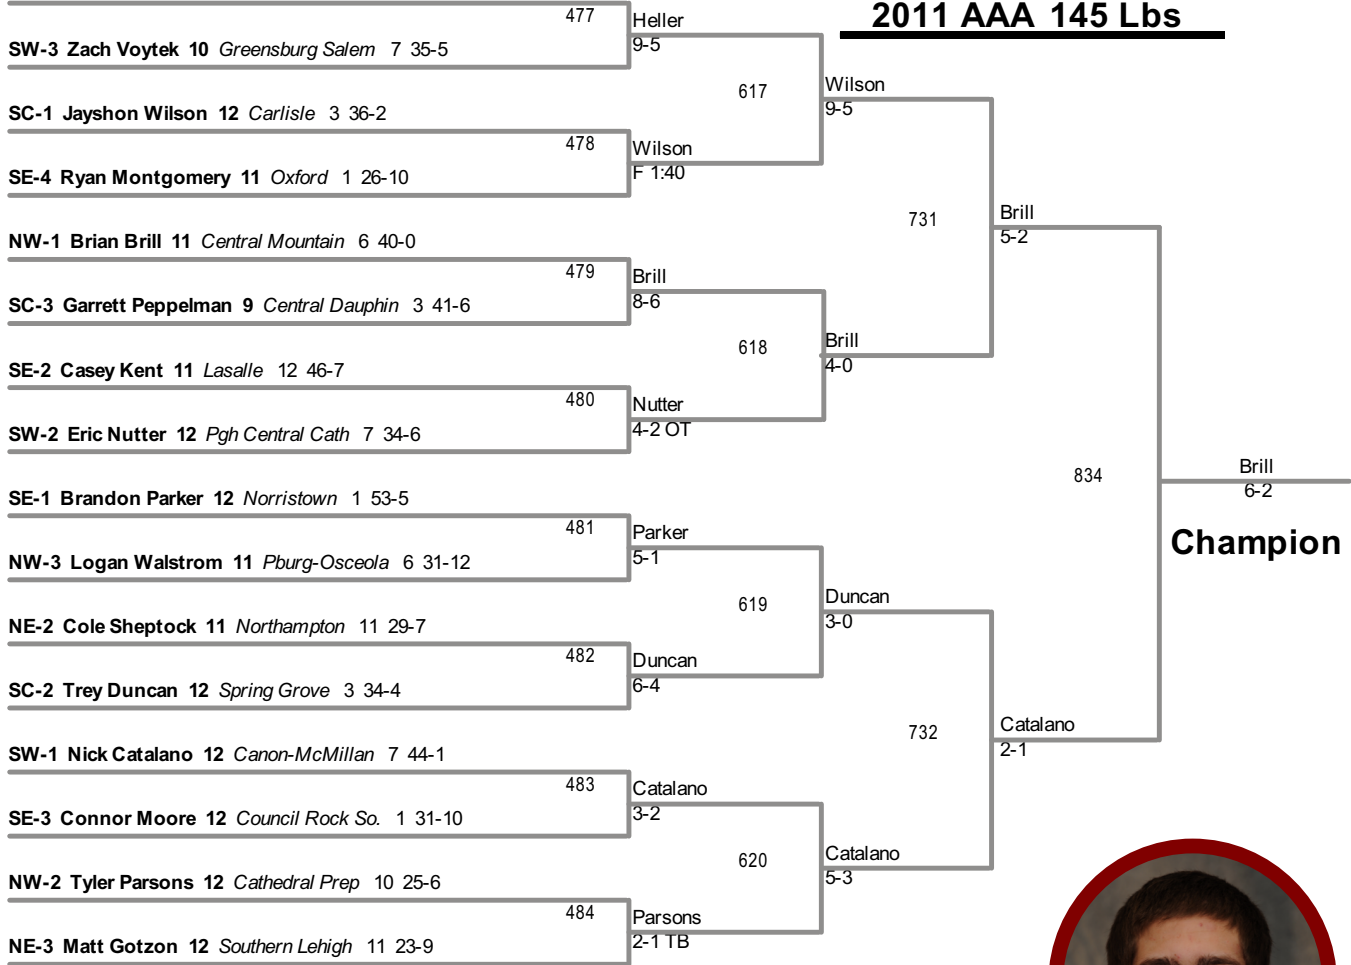 2011 AAA 145 Lbs
477
Heller
9-5
SW-3 Zach Voytek 10 Greensburg Salem 7 35-5
617
Wilson
9-5
SC-1 Jayshon Wilson 12 Carlisle 3 36-2
478
Wilson
F 1:40
SE-4 Ryan Montgomery 11 Oxford 1 26-10
731
Brill
5-2
NW-1 Brian Brill 11 Central Mountain 6 40-0
479
Brill
8-6
SC-3 Garrett Peppelman 9 Central Dauphin 3 41-6
618
Brill
4-0
SE-2 Casey Kent 11 Lasalle 12 46-7
480
Nutter
4-2 OT
SW-2 Eric Nutter 12 Pgh Central Cath 7 34-6
834
Brill
6-2
Champion
SE-1 Brandon Parker 12 Norristown 1 53-5
481
Parker
5-1
NW-3 Logan Walstrom 11 Pburg-Osceola 6 31-12
619
Duncan
3-0
NE-2 Cole Sheptock 11 Northampton 11 29-7
482
Duncan
6-4
SC-2 Trey Duncan 12 Spring Grove 3 34-4
732
Catalano
2-1
SW-1 Nick Catalano 12 Canon-McMillan 7 44-1
483
Catalano
3-2
SE-3 Connor Moore 12 Council Rock So. 1 31-10
620
Catalano
5-3
NW-2 Tyler Parsons 12 Cathedral Prep 10 25-6
484
Parsons
2-1 TB
NE-3 Matt Gotzon 12 Southern Lehigh 11 23-9